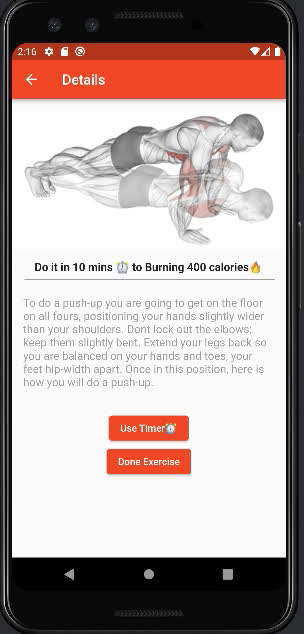 2:16
Details
Do it in 10 mins ⏰ to Burning 400 calories🔥
To do a push-up you are going to get on the floor
on all fours, positioning your hands slightly wider
than your shoulders. Dont lock out the elbows;
keep them slightly bent. Extend your legs back so
you are balanced on your hands and toes, your
feet hip-width apart. Once in this position, here is
how you will do a push-up.
Use Timer⏰
Done Exercise